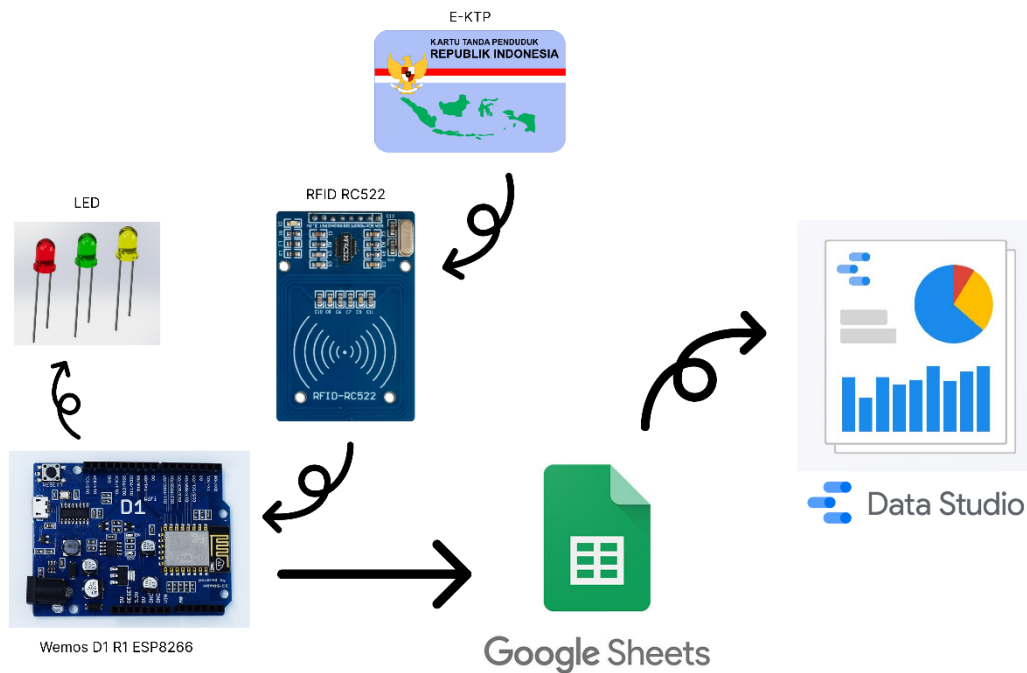 E-KTP
KARTU TANDA PENDUDUK
REPUBLIK INDONESIA
RFID RC522
LED
RFID-RC522
D1
RESET
Wemos D1 R1 ESP8266
Google Sheets
Data Studio